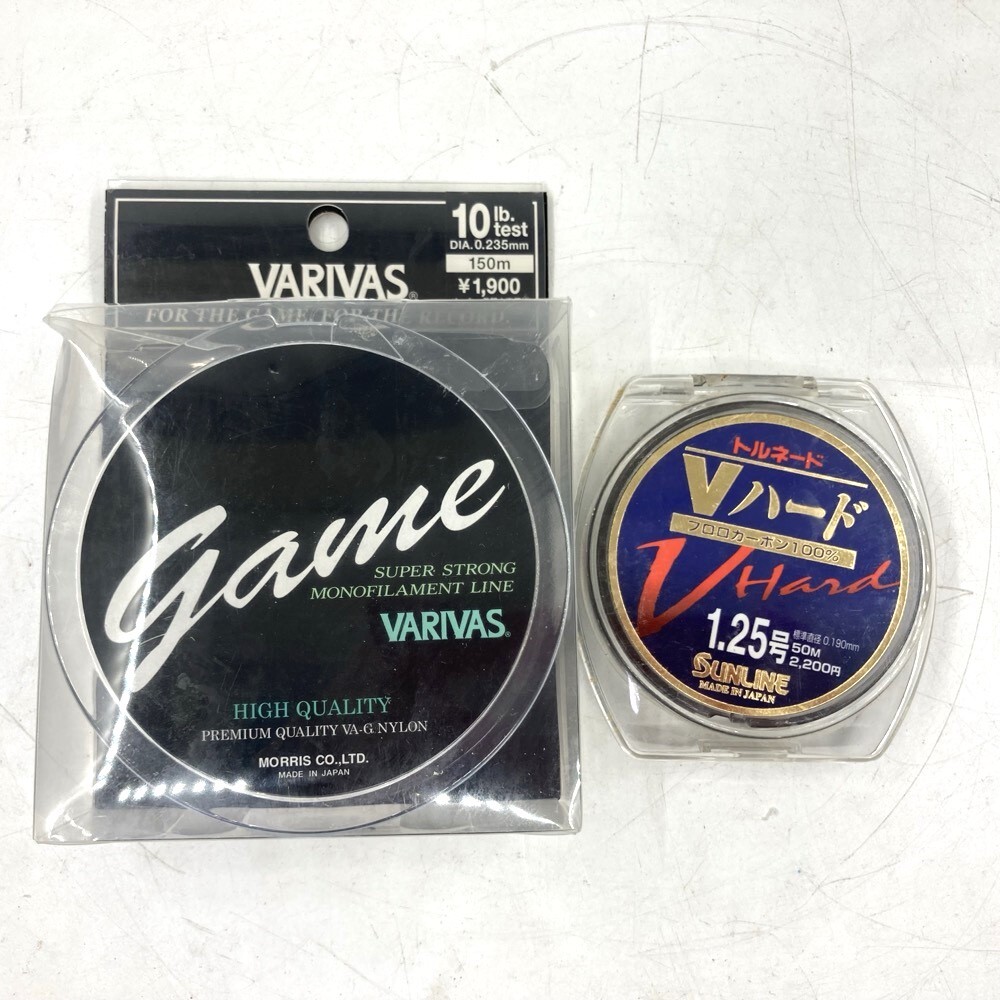 10 lb. test
DIA. 0.235mm
150m
¥1,900
VARIVAS®
FOR THE GAME, FOR THE RECORD.
game
SUPER STRONG
MONOFILAMENT LINE
VARIVAS®
HIGH QUALITY
PREMIUM QUALITY VA-G NYLON
MORRIS CO.,LTD.
MADE IN JAPAN
トルネード
Vハード
フロロカーボン100%
V Hard
1.25号
標準直径 0.190mm
50M
2,200円
SUNLINE
MADE IN JAPAN